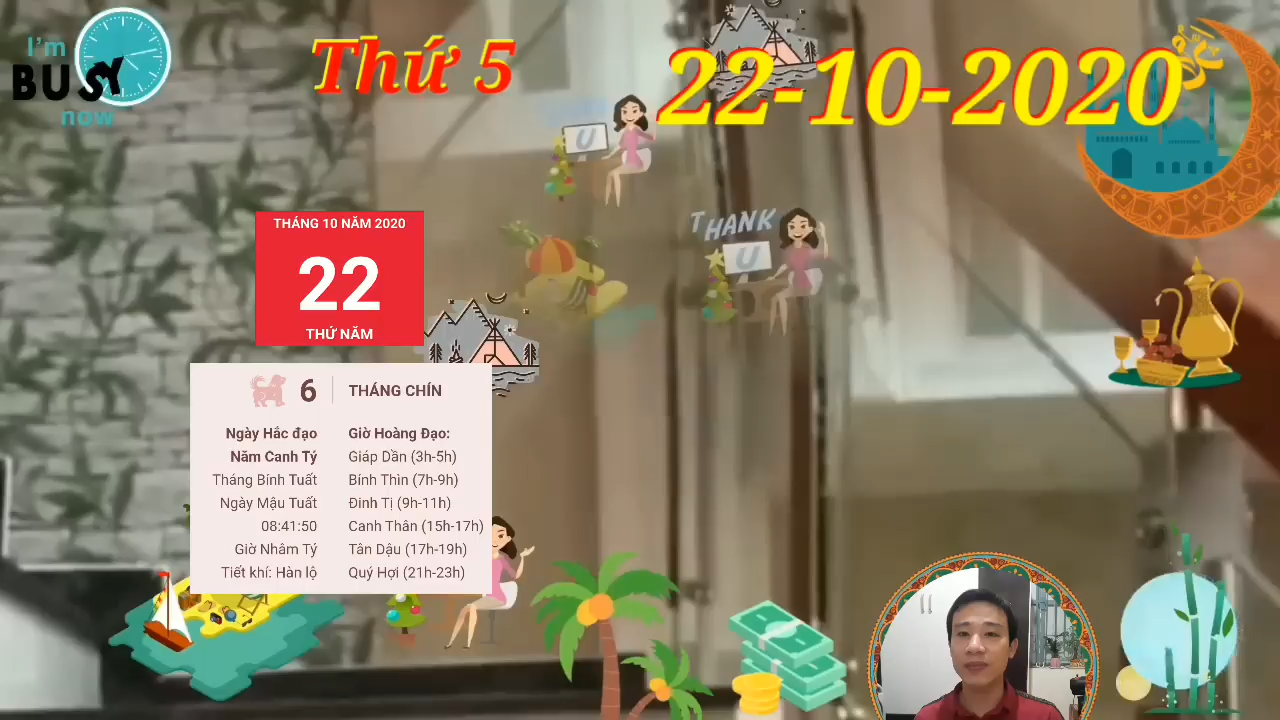 I'm
BUSY
now
Thứ 5
22-10-2020
U
THANK
U
THÁNG 10 NĂM 2020
22
THỨ NĂM
6
THÁNG CHÍN
Ngày Hắc đạo
Giờ Hoàng Đạo:
Năm Canh Tý
Giáp Dần (3h-5h)
Tháng Bính Tuất
Bính Thìn (7h-9h)
Ngày Mậu Tuất
Đinh Tị (9h-11h)
08:41:50
Canh Thân (15h-17h)
Giờ Nhâm Tý
Tân Dậu (17h-19h)
Tiết khí: Hàn lộ
Quý Hợi (21h-23h)